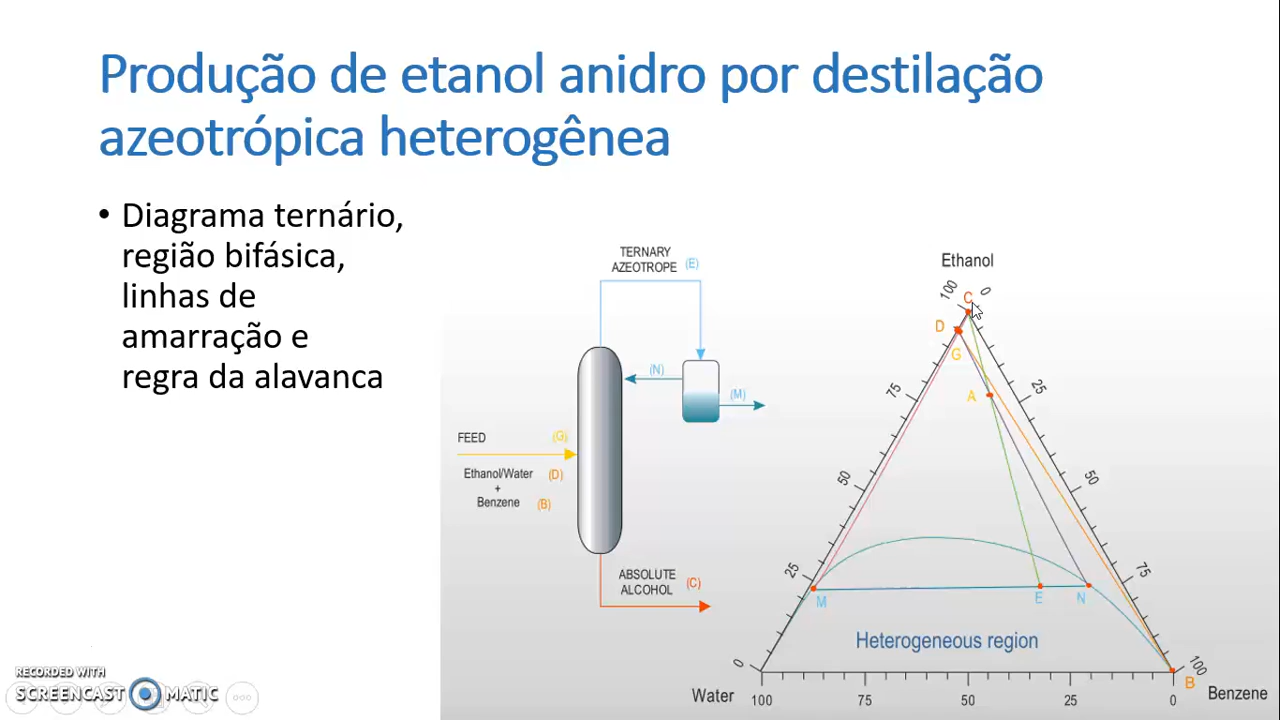 Produção de etanol anidro por destilação
azeotrópica heterogênea
• Diagrama ternário,
região bifásica,
linhas de
amarração e
regra da alavanca
TERNARY
AZEOTROPE (E)
(N)
(M)
FEED (G)
Ethanol/Water (D)
+
Benzene (B)
ABSOLUTE
ALCOHOL (C)
Ethanol
100 C 0
D
G
A
75 25
50 50
25 75
M E N
Heterogeneous region
0 100
B
Water Benzene
100 75 50 25 0
RECORDED WITH
SCREENCAST MATIC